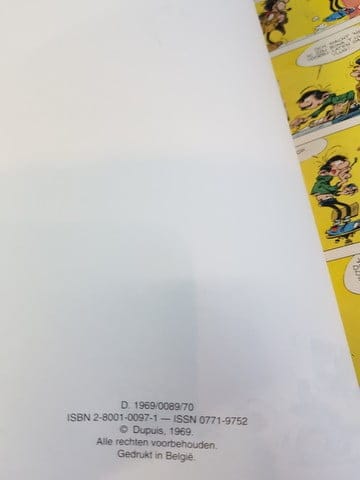 D. 1969/0089/70
ISBN 2-8001-0097-1 — ISSN 0771-9752
© Dupuis, 1969.
Alle rechten voorbehouden.
Gedrukt in België.